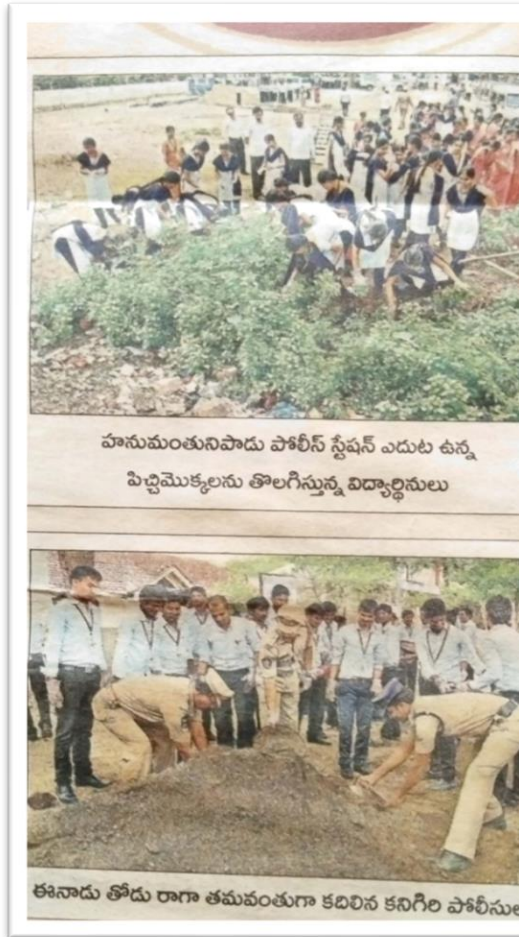 హనుమంతునిపాడు పోలీస్ స్టేషన్ ఎదుట ఉన్న
పిచ్చిమొక్కలను తొలగిస్తున్న విద్యార్థినులు
ఈనాడు తోడు రాగా తమవంతుగా కదిలిన కనిగిరి